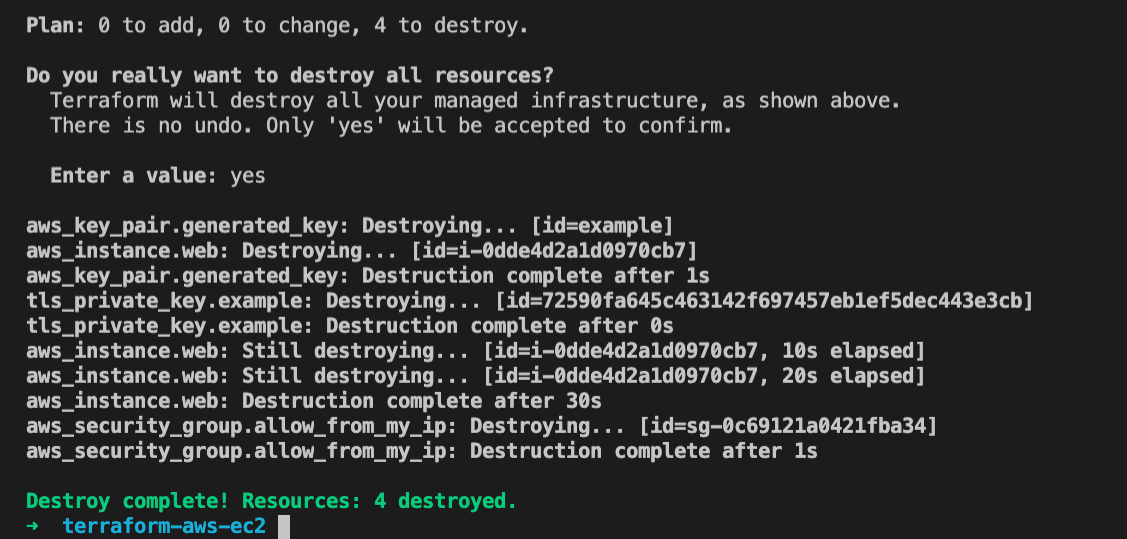 Plan: 0 to add, 0 to change, 4 to destroy.
Do you really want to destroy all resources?
Terraform will destroy all your managed infrastructure, as shown above.
There is no undo. Only 'yes' will be accepted to confirm.
Enter a value: yes
aws_key_pair.generated_key: Destroying... [id=example]
aws_instance.web: Destroying... [id=i-0dde4d2a1d0970cb7]
aws_key_pair.generated_key: Destruction complete after 1s
tls_private_key.example: Destroying... [id=72590fa645c463142f697457eb1ef5dec443e3cb]
tls_private_key.example: Destruction complete after 0s
aws_instance.web: Still destroying... [id=i-0dde4d2a1d0970cb7, 10s elapsed]
aws_instance.web: Still destroying... [id=i-0dde4d2a1d0970cb7, 20s elapsed]
aws_instance.web: Destruction complete after 30s
aws_security_group.allow_from_my_ip: Destroying... [id=sg-0c69121a0421fba34]
aws_security_group.allow_from_my_ip: Destruction complete after 1s
Destroy complete! Resources: 4 destroyed.
→ terraform-aws-ec2